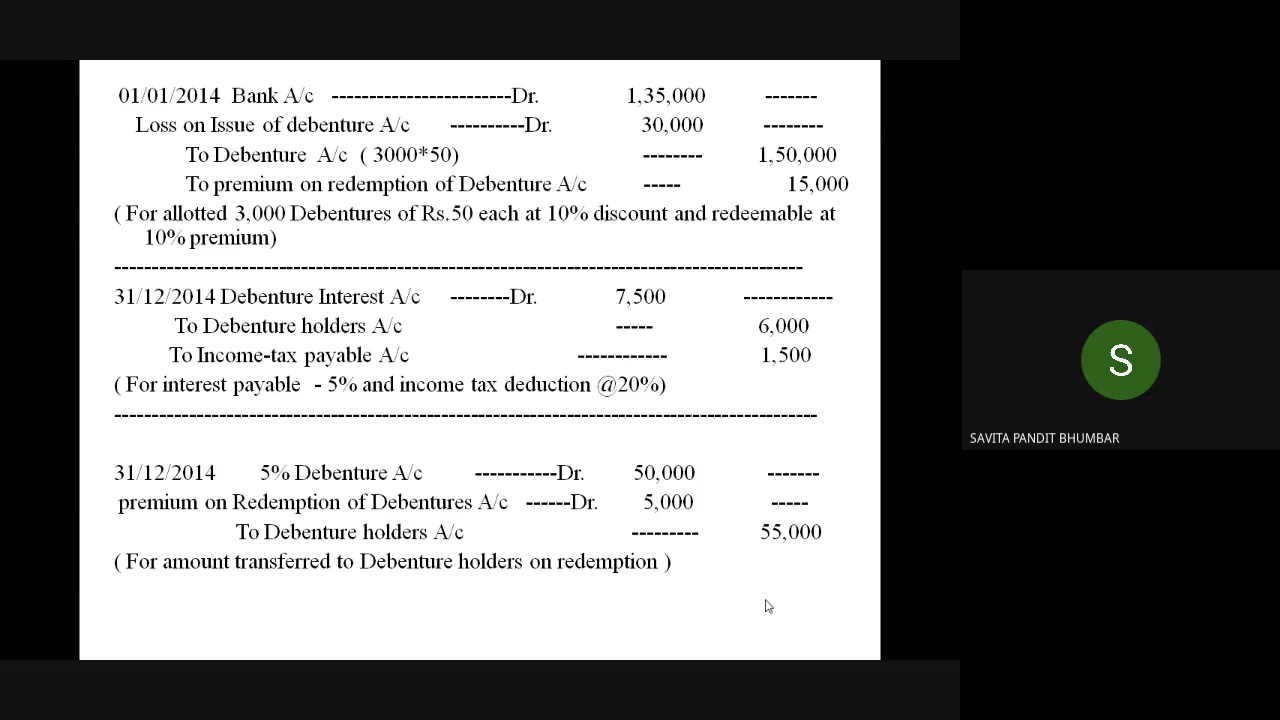 01/01/2014 Bank A/c ------------------------Dr. 1,35,000 -------
Loss on Issue of debenture A/c ----------Dr. 30,000 --------
To Debenture A/c ( 3000*50) -------- 1,50,000
To premium on redemption of Debenture A/c ----- 15,000
( For allotted 3,000 Debentures of Rs.50 each at 10% discount and redeemable at
10% premium)
--------------------------------------------------------------------------------------------
31/12/2014 Debenture Interest A/c --------Dr. 7,500 ------------
To Debenture holders A/c ----- 6,000
To Income-tax payable A/c ------------ 1,500
( For interest payable - 5% and income tax deduction @20%)
----------------------------------------------------------------------------------------------
31/12/2014 5% Debenture A/c -----------Dr. 50,000 -------
premium on Redemption of Debentures A/c ------Dr. 5,000 -----
To Debenture holders A/c --------- 55,000
( For amount transferred to Debenture holders on redemption )
S
SAVITA PANDIT BHUMBAR